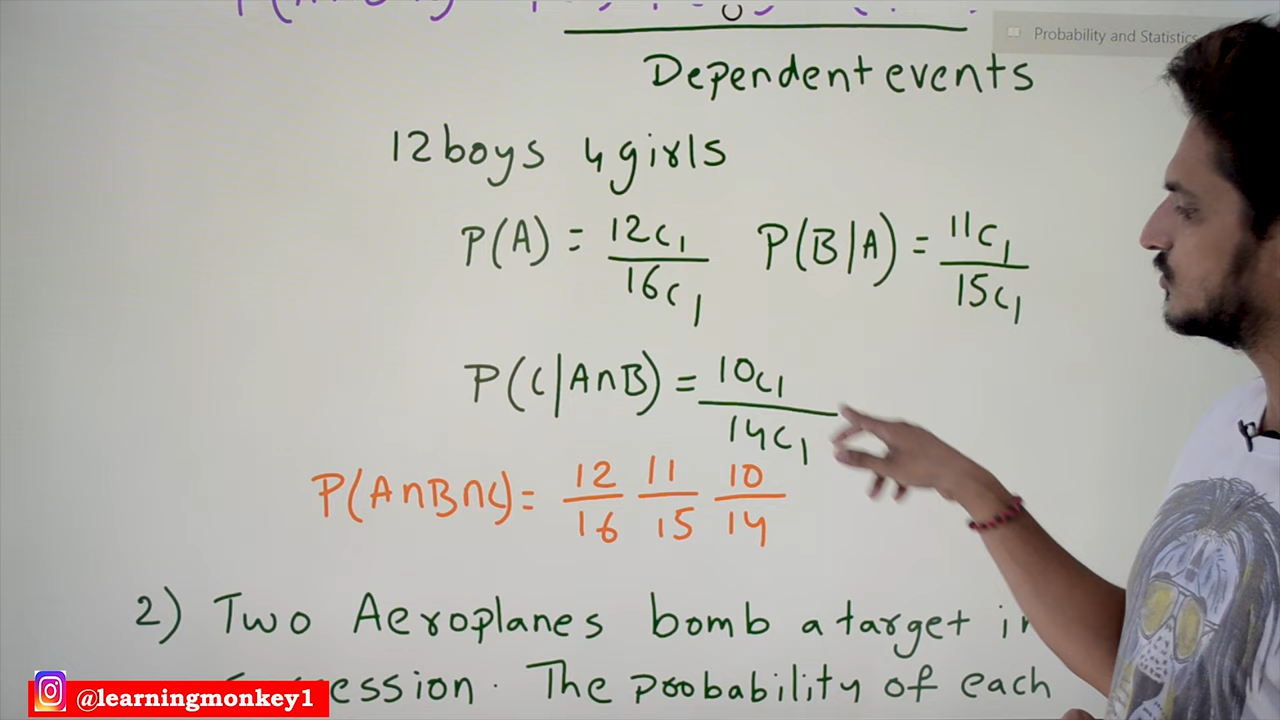 Probability and Statistics
Dependent events
12 boys 4 girls
P(A) = 12C1/16C1 P(B|A) = 11C1/15C1
P(C|A∩B) = 10C1/14C1
P(A∩B∩C) = 12/16 11/15 10/14
2) Two Aeroplanes bomb a target in
The probability of each
@learningmonkey1